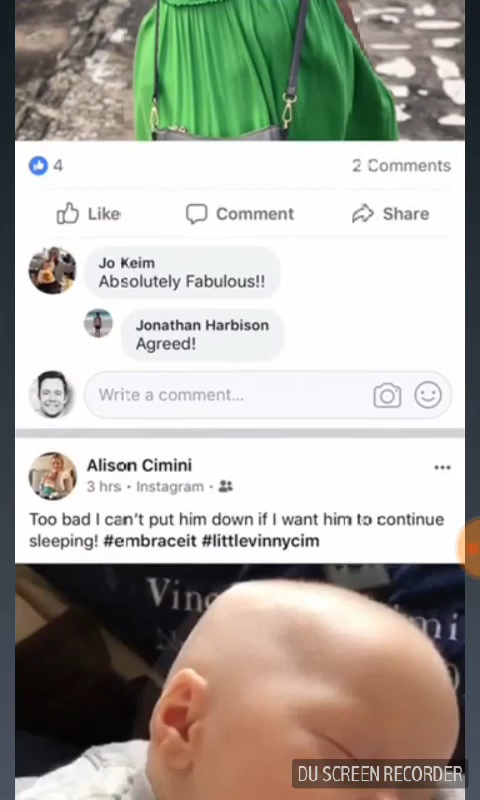 4
2 Comments
Like
Comment
Share
Jo Keim
Absolutely Fabulous!!
Jonathan Harbison
Agreed!
Write a comment...
Alison Cimini
3 hrs • Instagram •
Too bad I can't put him down if I want him to continue
sleeping! #embraceit #littlevinnycim
DU SCREEN RECORDER